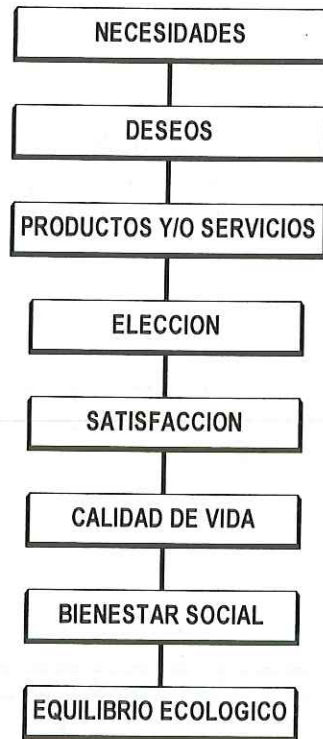 NECESIDADES
DESEOS
PRODUCTOS Y/O SERVICIOS
ELECCION
SATISFACCION
CALIDAD DE VIDA
BIENESTAR SOCIAL
EQUILIBRIO ECOLOGICO